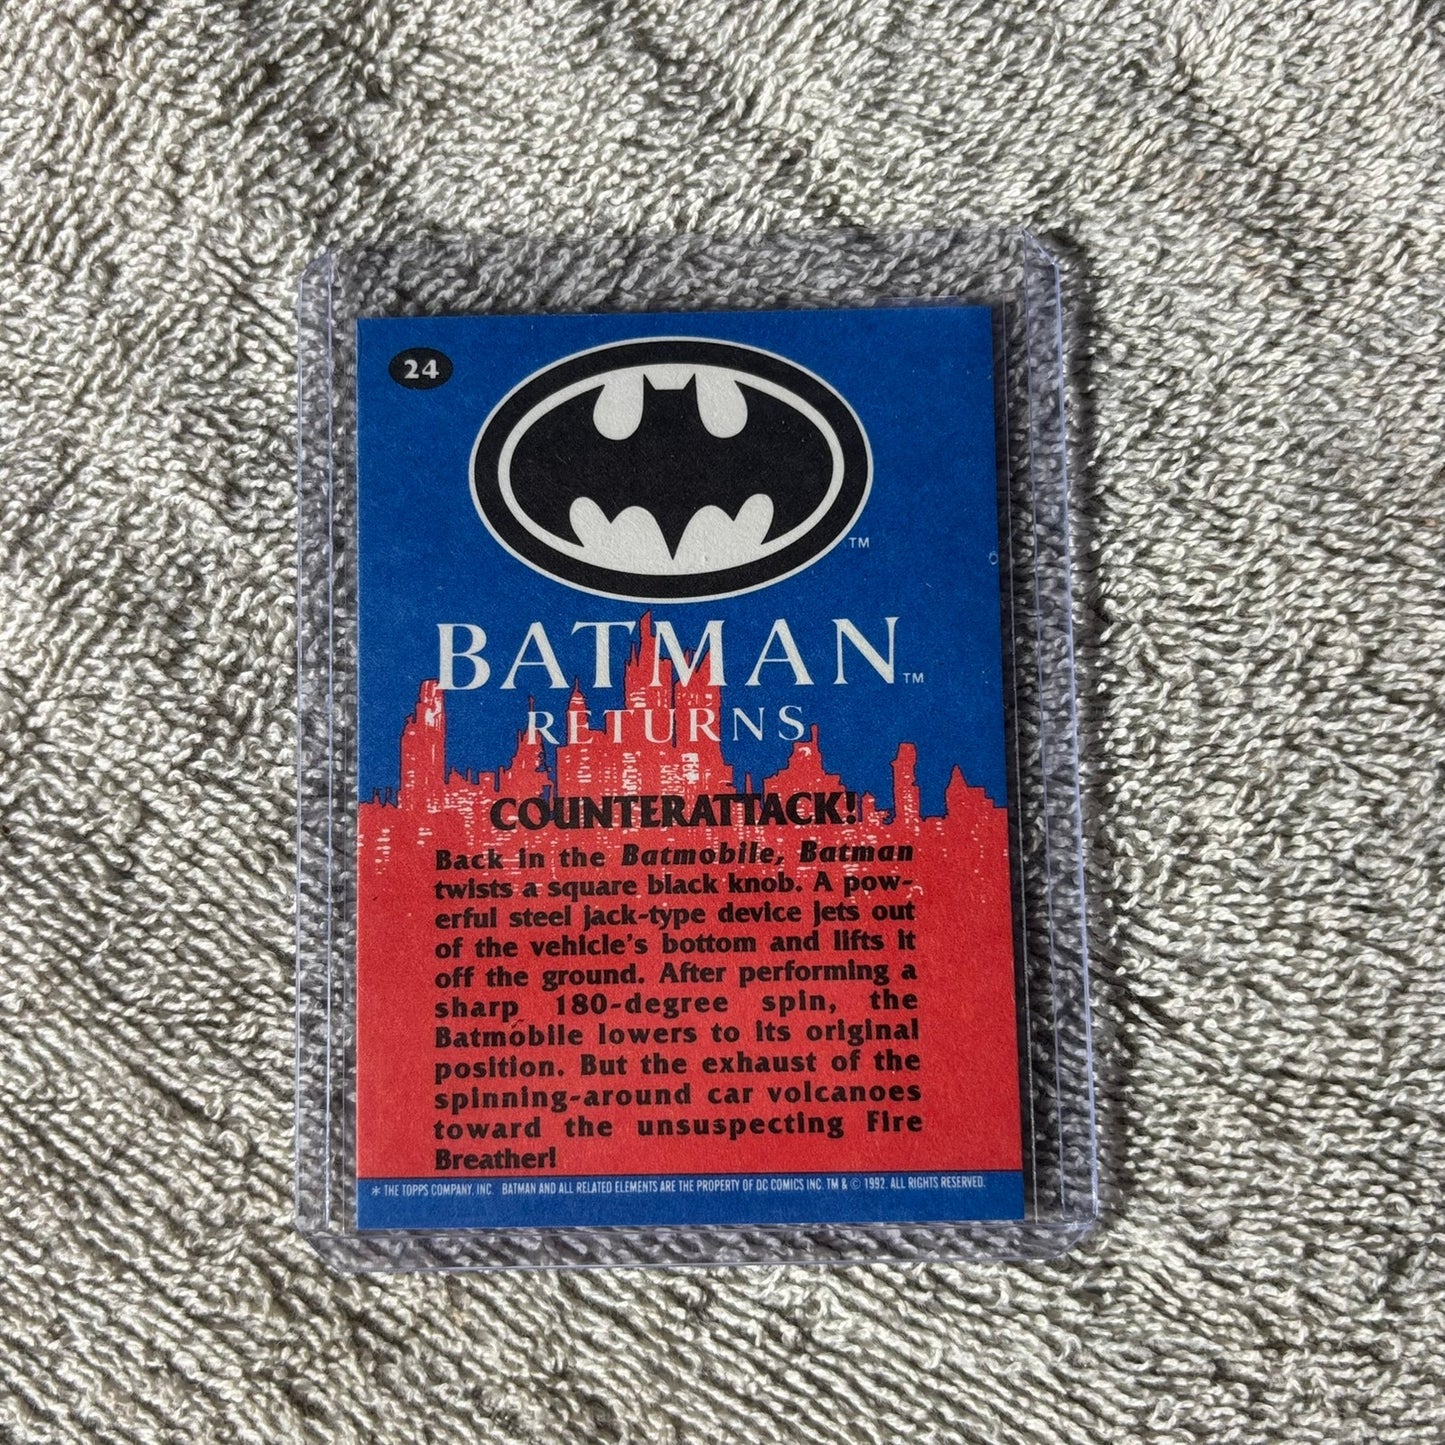 24
TM
BATMAN TM
RETURNS
COUNTERATTACK!
Back in the Batmobile, Batman
twists a square black knob. A pow-
erful steel jack-type device jets out
of the vehicle's bottom and lifts it
off the ground. After performing a
sharp 180-degree spin, the
Batmobile lowers to its original
position. But the exhaust of the
spinning-around car volcanoes
toward the unsuspecting Fire
Breather!
* THE TOPPS COMPANY, INC. BATMAN AND ALL RELATED ELEMENTS ARE THE PROPERTY OF DC COMICS INC. TM & © 1992. ALL RIGHTS RESERVED.